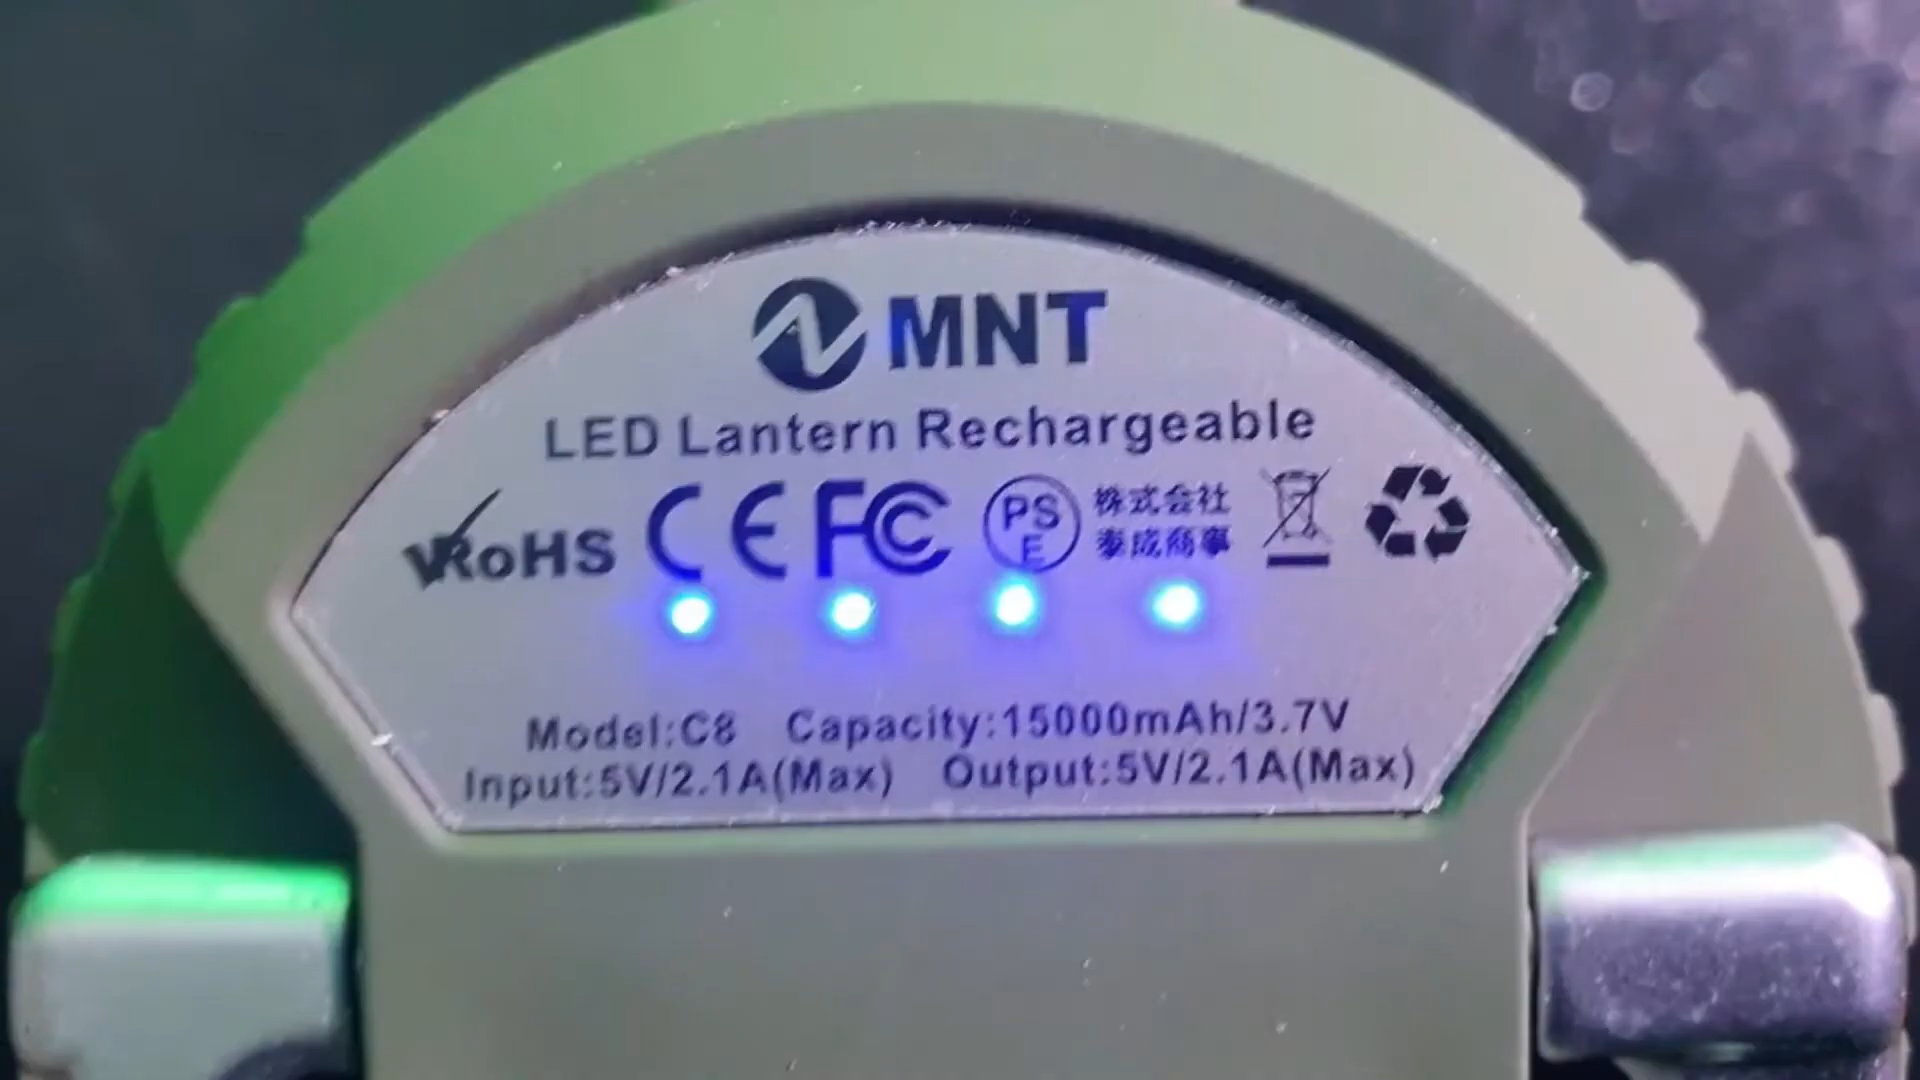 MNT
LED Lantern Rechargeable
RoHS CE FC PSE 株式会社
泰成商事
Model:C8 Capacity:15000mAh/3.7V
Input:5V/2.1A(Max) Output:5V/2.1A(Max)